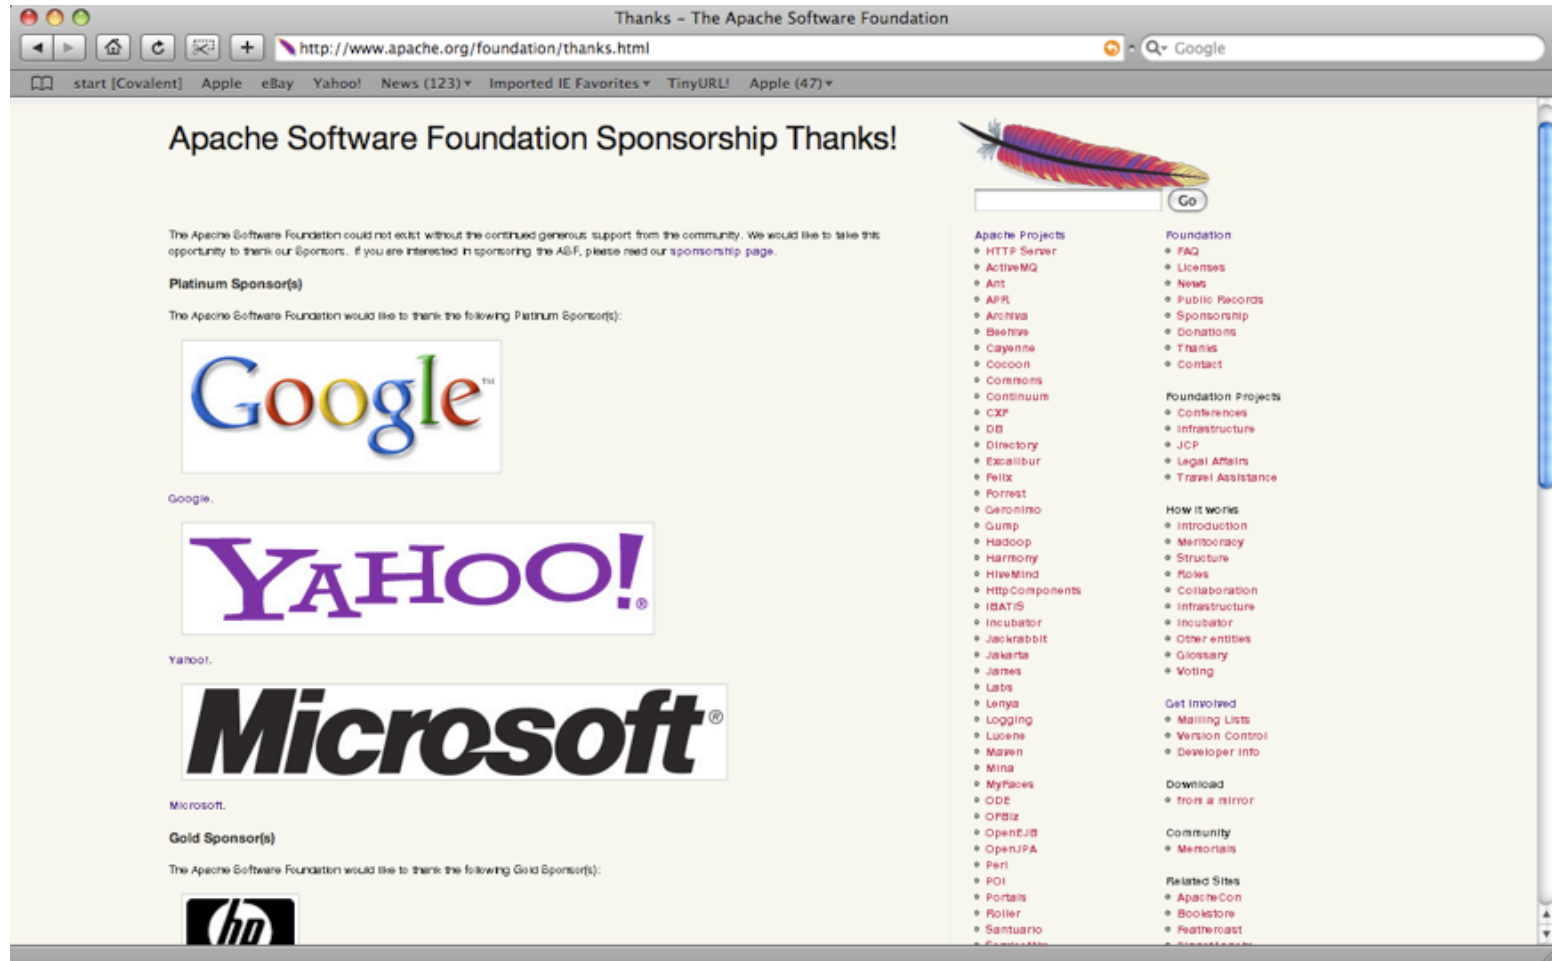 Thanks – The Apache Software Foundation
http://www.apache.org/foundation/thanks.html
Google
start [Covalent] Apple eBay Yahoo! News (123) Imported IE Favorites TinyURL! Apple (47)
Apache Software Foundation Sponsorship Thanks!
Go
The Apache Software Foundation could not exist without the continued generous support from the community. We would like to take this
opportunity to thank our Sponsors. If you are interested in sponsoring the ASF, please read our sponsorship page.
Platinum Sponsor(s)
The Apache Software Foundation would like to thank the following Platinum Sponsor(s):
Google™
Google.
YAHOO!®
Yahoo!.
Microsoft®
Microsoft.
Gold Sponsor(s)
The Apache Software Foundation would like to thank the following Gold Sponsor(s):
hp
Apache Projects
HTTP Server
ActiveMQ
Ant
APR
Archiva
Beehive
Cayenne
Cocoon
Commons
Continuum
CXF
DB
Directory
Excalibur
Felix
Forrest
Geronimo
Gump
Hadoop
Harmony
HiveMind
HttpComponents
iBATIS
Incubator
Jackrabbit
Jakarta
James
Labs
Lenya
Logging
Lucene
Maven
Mina
MyFaces
ODE
OFBiz
OpenEJB
OpenJPA
Perl
POI
Portals
Roller
Santuario
Foundation
FAQ
Licenses
News
Public Records
Sponsorship
Donations
Thanks
Contact
Foundation Projects
Conferences
Infrastructure
JCP
Legal Affairs
Travel Assistance
How it works
Introduction
Meritocracy
Structure
Roles
Collaboration
Infrastructure
Incubator
Other entities
Glossary
Voting
Get Involved
Mailing Lists
Version Control
Developer Info
Download
from a mirror
Community
Memorials
Related Sites
ApacheCon
Bookstore
Feathercast